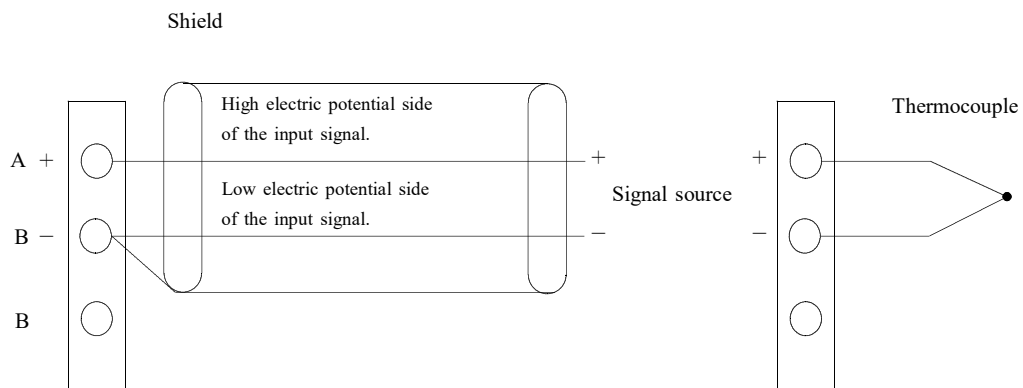 Shield
High electric potential side
of the input signal.
Thermocouple
A +
+
+
Low electric potential side
of the input signal.
Signal source
B −
−
−
B